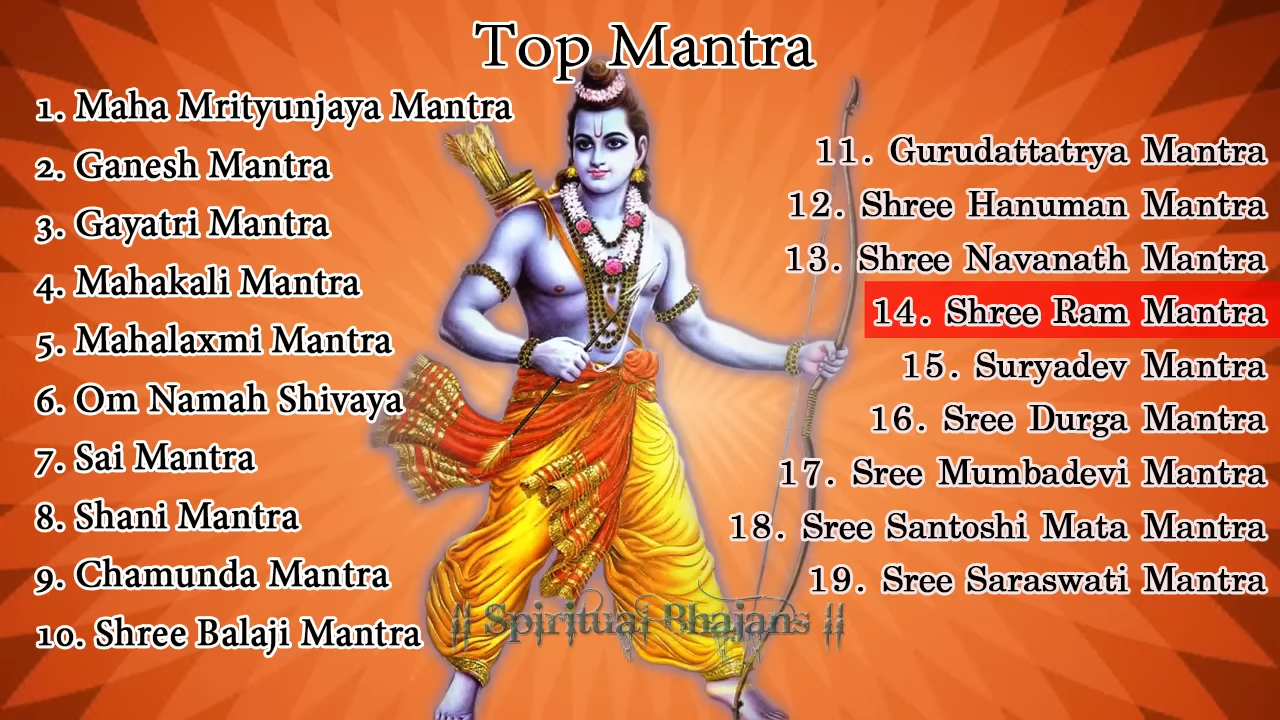 Top Mantra
1. Maha Mrityunjaya Mantra
2. Ganesh Mantra
3. Gayatri Mantra
4. Mahakali Mantra
5. Mahalaxmi Mantra
6. Om Namah Shivaya
7. Sai Mantra
8. Shani Mantra
9. Chamunda Mantra
10. Shree Balaji Mantra
11. Gurudattatrya Mantra
12. Shree Hanuman Mantra
13. Shree Navanath Mantra
14. Shree Ram Mantra
15. Suryadev Mantra
16. Sree Durga Mantra
17. Sree Mumbadevi Mantra
18. Sree Santoshi Mata Mantra
19. Sree Saraswati Mantra
|| Spiritual Bhajans ||